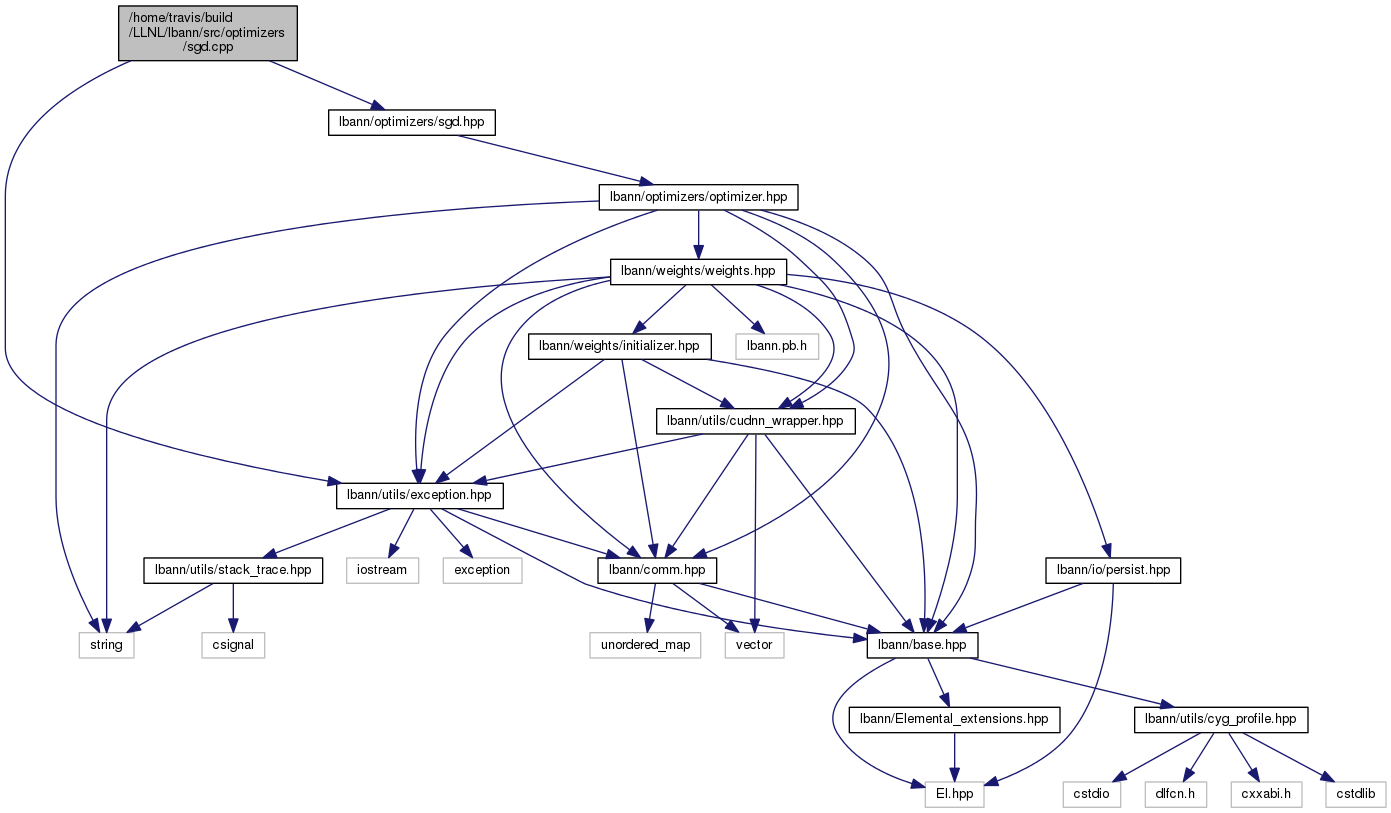 /home/travis/build
/LLNL/lbann/src/optimizers
/sgd.cpp
lbann/optimizers/sgd.hpp
lbann/optimizers/optimizer.hpp
lbann/weights/weights.hpp
lbann/weights/initializer.hpp
lbann.pb.h
lbann/utils/cudnn_wrapper.hpp
lbann/utils/exception.hpp
lbann/utils/stack_trace.hpp
iostream
exception
lbann/comm.hpp
lbann/io/persist.hpp
string
csignal
unordered_map
vector
lbann/base.hpp
lbann/Elemental_extensions.hpp
lbann/utils/cyg_profile.hpp
El.hpp
cstdio
dlfcn.h
cxxabi.h
cstdlib